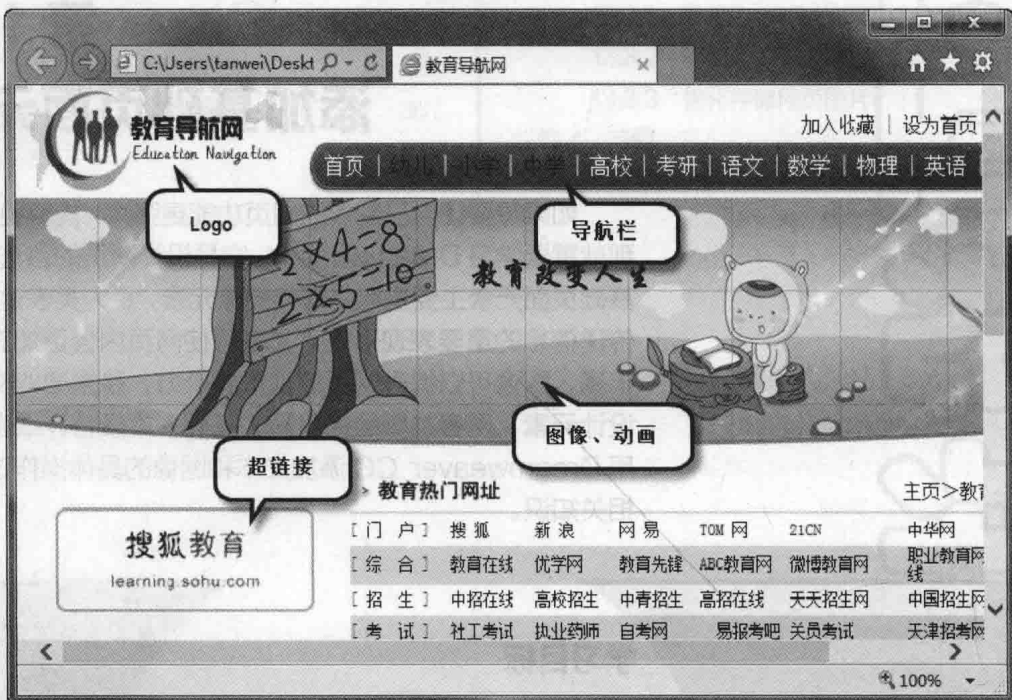 C:\Users\tanwei\Deskt
教育导航网
加入收藏 | 设为首页
教育导航网
Education Navigation
首页 | 幼儿 | 小学 | 中学 | 高校 | 考研 | 语文 | 数学 | 物理 | 英语
Logo
导航栏
2×4=8
2×5=10
教育改变人生
图像、动画
超链接
> 教育热门网址
主页>教育
搜狐教育
learning.sohu.com
[门 户] 搜狐 新浪 网易 TOM 网 21CN 中华网
[综 合] 教育在线 优学网 教育先锋 ABC教育网 微博教育网 职业教育网
线
[招 生] 中招在线 高校招生 中青招生 高招在线 天天招生网 中国招生网
[考 试] 社工考试 执业药师 自考网 易报考吧 关员考试 天津招考网
100%